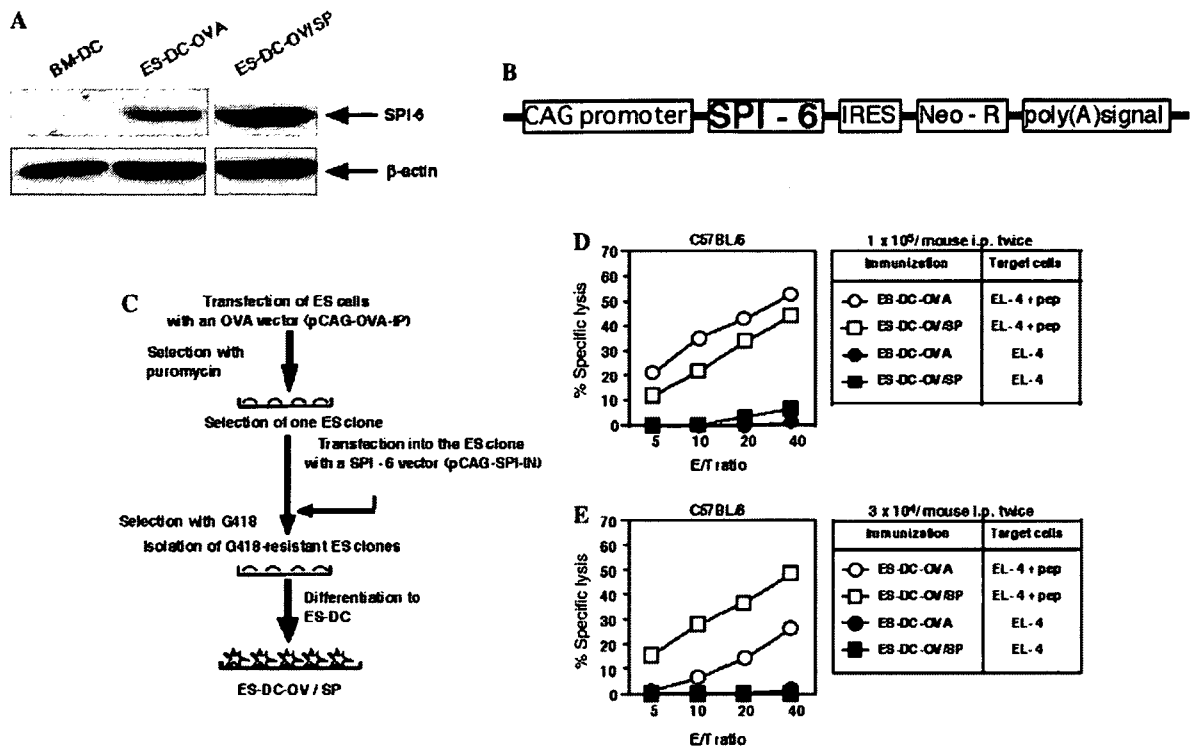 A
BM-DC
ES-DC-OVA
ES-DC-OV/SP
SPI-6
β-actin
B
CAG promoter
SPI - 6
IRES
Neo - R
poly(A)signal
C
Transfection of ES cells
with an OVA vector (pCAG-OVA-IP)
Selection with
puromycin
Selection of one ES clone
Transfection into the ES clone
with a SPI - 6 vector (pCAG-SPI-IN)
Selection with G418
Isolation of G418-resistant ES clones
Differentiation to
ES-DC
ES-DC-OV / SP
D
C57BL/6
% Specific lysis
70
60
50
40
30
20
10
0
5 10 20 40
E/T ratio
1 x 10⁵/ mouse i.p. twice
Immunization Target cells
ES-DC-OVA EL-4 + pep
ES-DC-OV/SP EL-4 + pep
ES-DC-OVA EL-4
ES-DC-OV/SP EL-4
E
C57BL/6
% Specific lysis
70
60
50
40
30
20
10
0
5 10 20 40
E/T ratio
3 x 10⁴/ mouse i.p. twice
Immunization Target cells
ES-DC-OVA EL-4 + pep
ES-DC-OV/SP EL-4 + pep
ES-DC-OVA EL-4
ES-DC-OV/SP EL-4